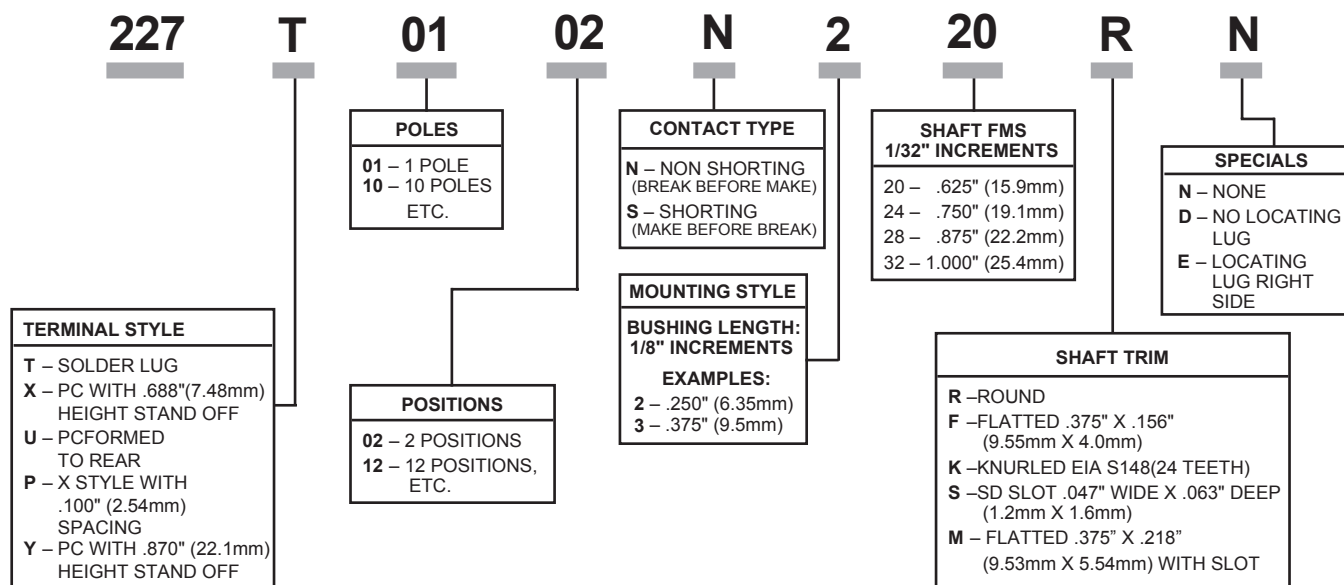 227 T 01 02 N 2 20 R N
POLES
01 – 1 POLE
10 – 10 POLES
ETC.
CONTACT TYPE
N – NON SHORTING
(BREAK BEFORE MAKE)
S – SHORTING
(MAKE BEFORE BREAK)
SHAFT FMS
1/32" INCREMENTS
20 – .625" (15.9mm)
24 – .750" (19.1mm)
28 – .875" (22.2mm)
32 – 1.000" (25.4mm)
SPECIALS
N – NONE
D – NO LOCATING
LUG
E – LOCATING
LUG RIGHT
SIDE
TERMINAL STYLE
T – SOLDER LUG
X – PC WITH .688"(7.48mm)
HEIGHT STAND OFF
U – PCFORMED
TO REAR
P – X STYLE WITH
.100" (2.54mm)
SPACING
Y – PC WITH .870" (22.1mm)
HEIGHT STAND OFF
POSITIONS
02 – 2 POSITIONS
12 – 12 POSITIONS,
ETC.
MOUNTING STYLE
BUSHING LENGTH:
1/8" INCREMENTS
EXAMPLES:
2 – .250" (6.35mm)
3 – .375" (9.5mm)
SHAFT TRIM
R –ROUND
F –FLATTED .375" X .156"
(9.55mm X 4.0mm)
K –KNURLED EIA S148(24 TEETH)
S –SD SLOT .047" WIDE X .063" DEEP
(1.2mm X 1.6mm)
M – FLATTED .375” X .218”
(9.53mm X 5.54mm) WITH SLOT